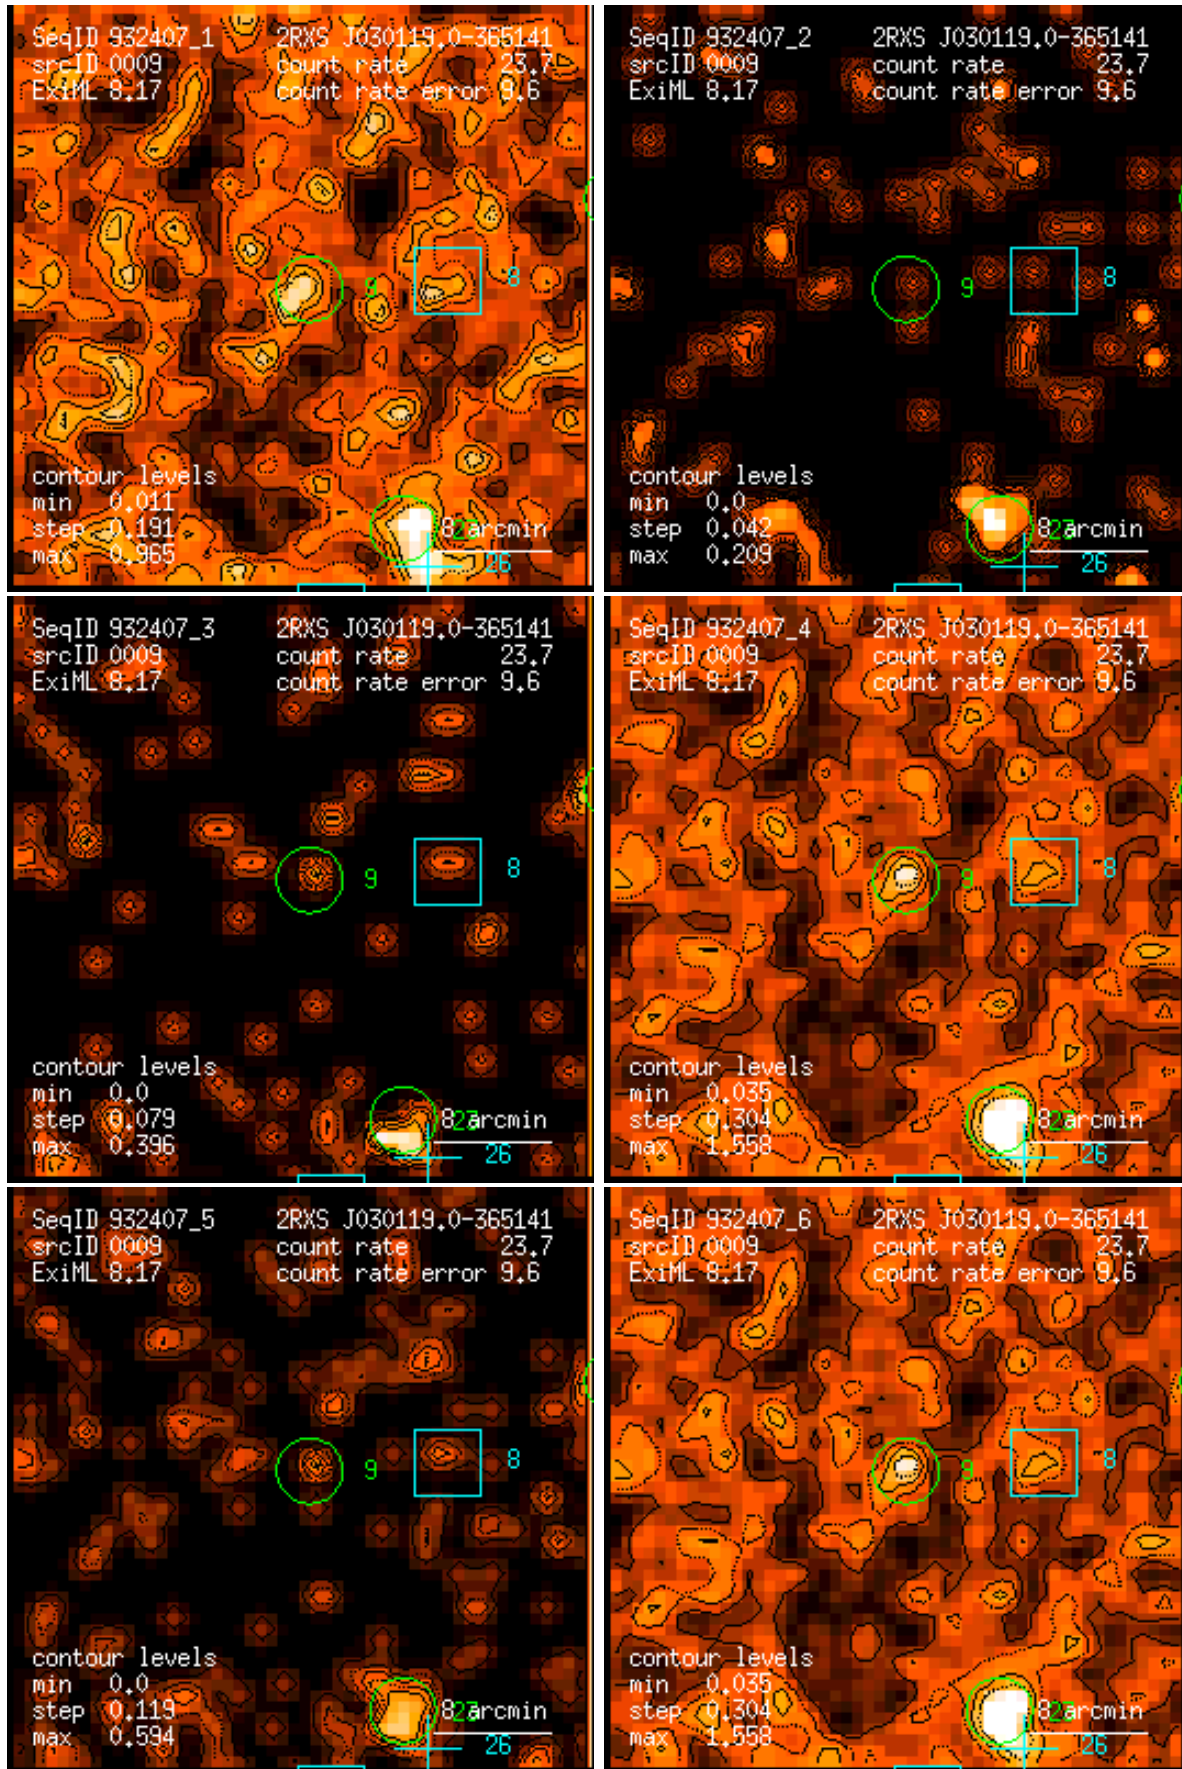 SeqID 932407_1 2RXS J030119.0-365141
srcID 0009 count rate 23.7
ExiML 8.17 count rate error 9.6
9
8
contour levels
min 0.011
step 0.191
max 0.965
8 arcmin
26
SeqID 932407_2 2RXS J030119.0-365141
srcID 0009 count rate 23.7
ExiML 8.17 count rate error 9.6
9
8
contour levels
min 0.0
step 0.042
max 0.209
8 arcmin
26
SeqID 932407_3 2RXS J030119.0-365141
srcID 0009 count rate 23.7
ExiML 8.17 count rate error 9.6
9
8
contour levels
min 0.0
step 0.079
max 0.396
8 arcmin
26
SeqID 932407_4 2RXS J030119.0-365141
srcID 0009 count rate 23.7
ExiML 8.17 count rate error 9.6
9
8
contour levels
min 0.035
step 0.304
max 1.558
8 arcmin
26
SeqID 932407_5 2RXS J030119.0-365141
srcID 0009 count rate 23.7
ExiML 8.17 count rate error 9.6
9
8
contour levels
min 0.0
step 0.119
max 0.594
8 arcmin
26
SeqID 932407_6 2RXS J030119.0-365141
srcID 0009 count rate 23.7
ExiML 8.17 count rate error 9.6
9
8
contour levels
min 0.035
step 0.304
max 1.558
8 arcmin
26